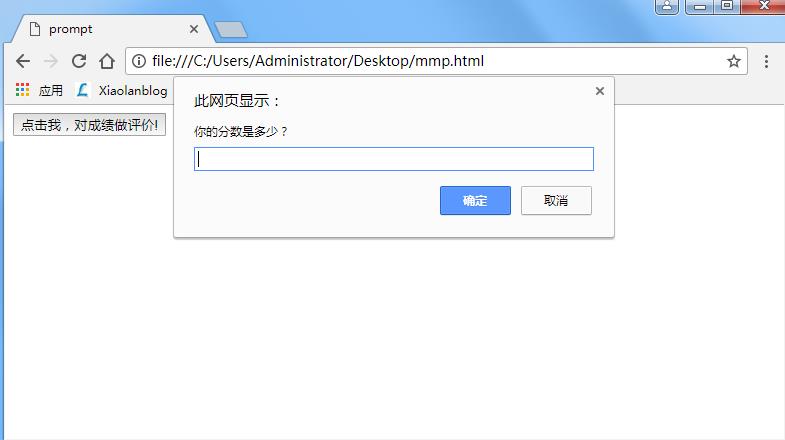 prompt
file:///C:/Users/Administrator/Desktop/mmp.html
应用 Xiaolanblog
点击我，对成绩做评价!
此网页显示：
你的分数是多少？
确定 取消